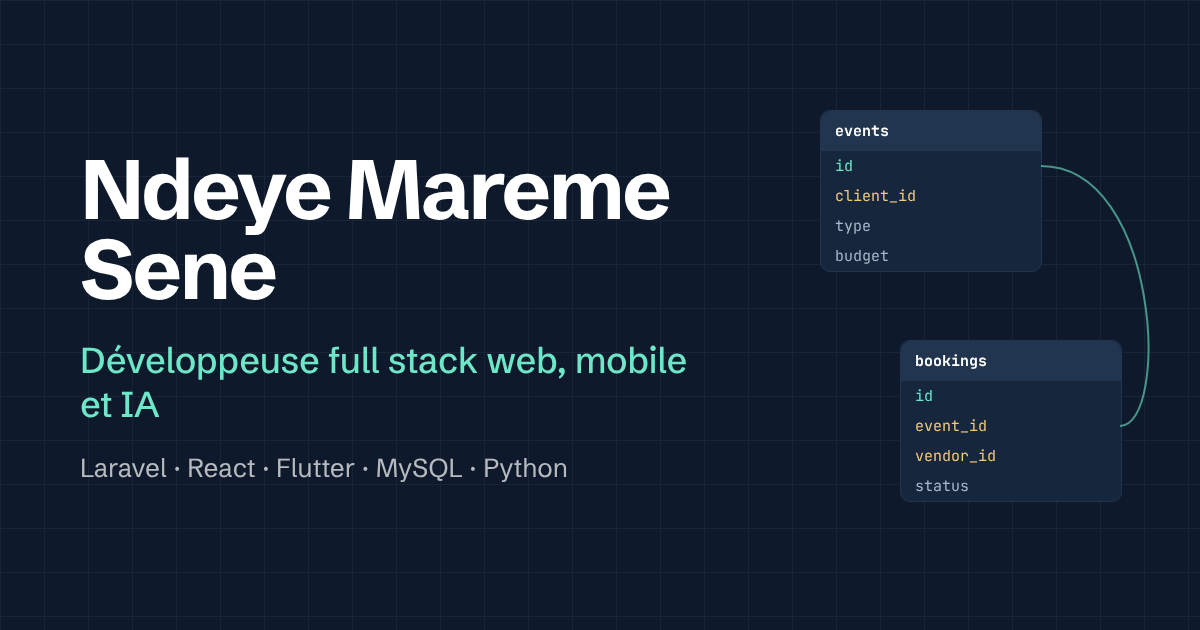 Ndeye Mareme
Sene
Développeuse full stack web, mobile
et IA
Laravel · React · Flutter · MySQL · Python
events
id
client_id
type
budget
bookings
id
event_id
vendor_id
status